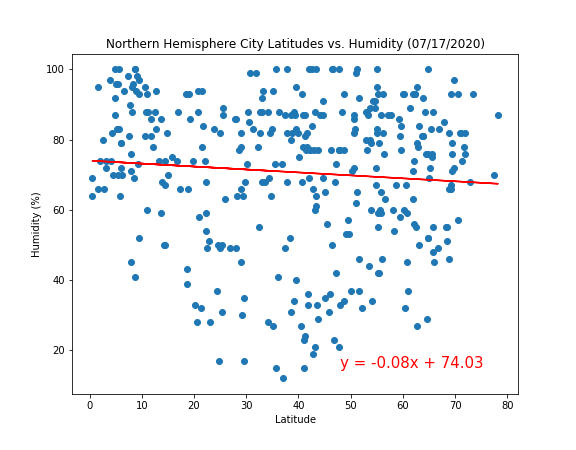 Northern Hemisphere City Latitudes vs. Humidity (07/17/2020)
Humidity (%)
100
80
60
40
20
y = -0.08x + 74.03
0 10 20 30 40 50 60 70 80
Latitude